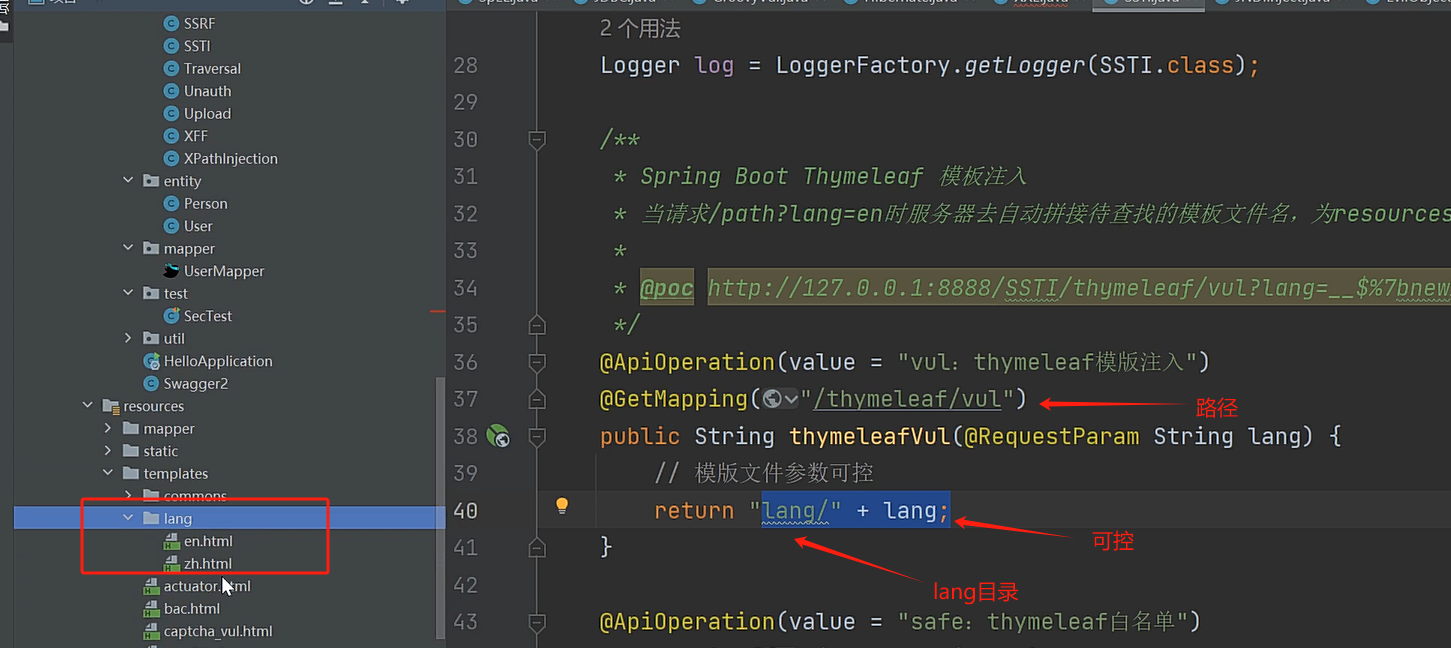 SSRF
SSTI
Traversal
Unauth
Upload
XFF
XPathInjection
entity
Person
User
mapper
UserMapper
test
SecTest
util
HelloApplication
Swagger2
resources
mapper
static
templates
commons
lang
en.html
zh.html
actuator.html
bac.html
captcha_vul.html
2 个用法
28 Logger log = LoggerFactory.getLogger(SSTI.class);
29
30 /**
31 * Spring Boot Thymeleaf 模板注入
32 * 当请求/path?lang=en时服务器去自动拼接待查找的模板文件名，为resources
33 *
34 * @poc http://127.0.0.1:8888/SSTI/thymeleaf/vul?lang=__$%7bnew
35 */
36 @ApiOperation(value = "vul：thymeleaf模版注入")
37 @GetMapping("/thymeleaf/vul")
路径
38 public String thymeleafVul(@RequestParam String lang) {
39 // 模版文件参数可控
40 return "lang/" + lang;
可控
41 }
lang目录
42
43 @ApiOperation(value = "safe：thymeleaf白名单")